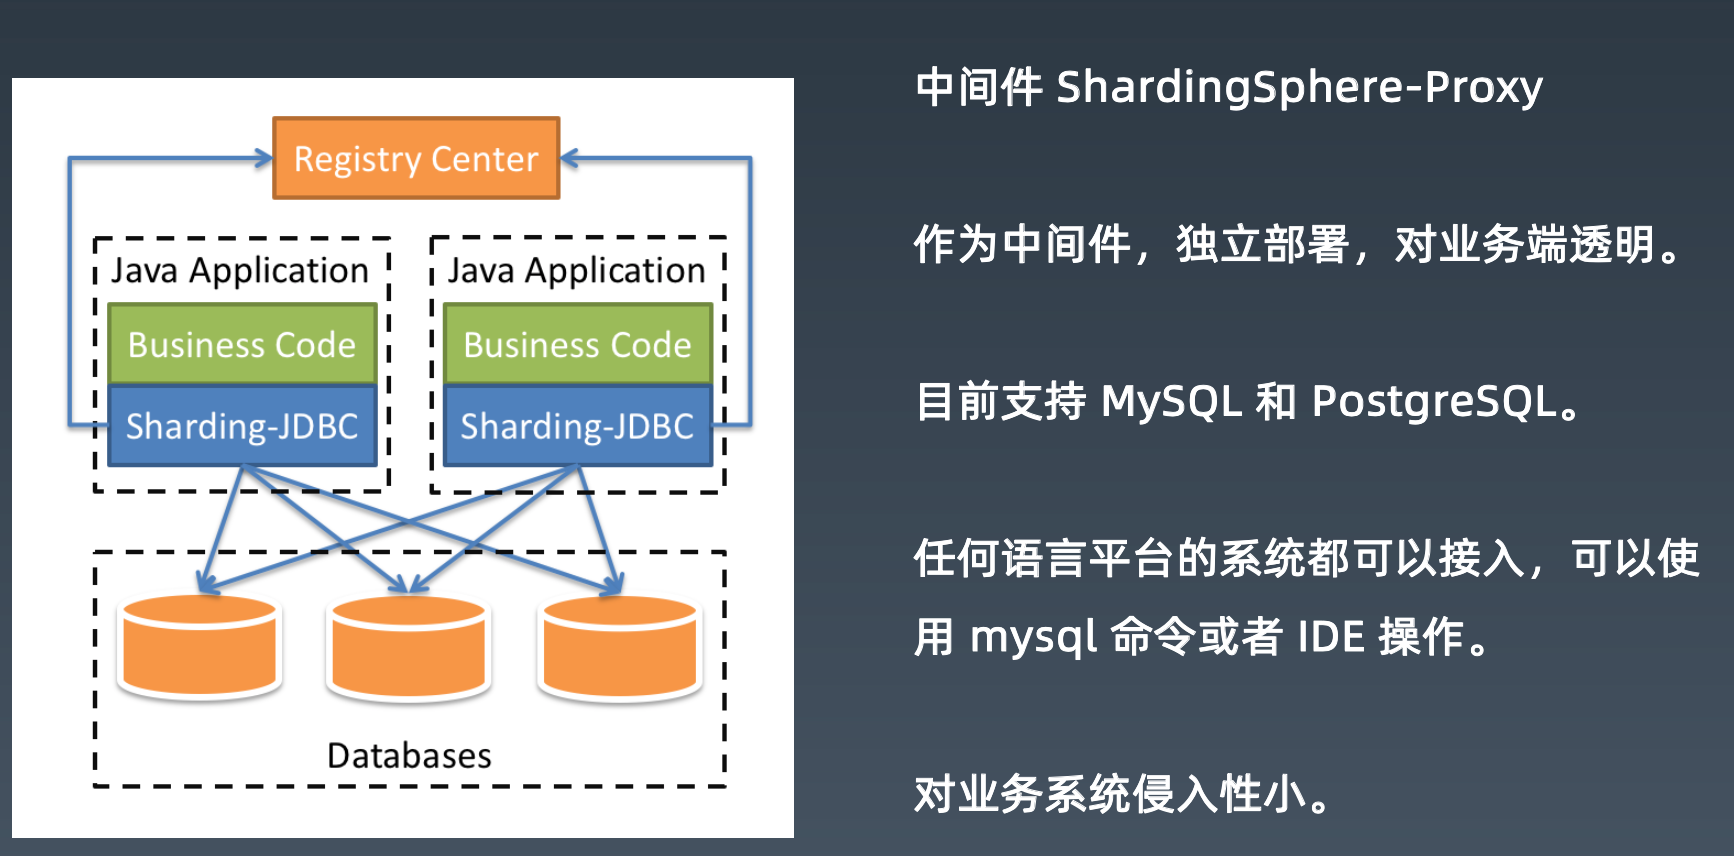 Registry Center
Java Application
Business Code
Sharding-JDBC
Java Application
Business Code
Sharding-JDBC
Databases
中间件 ShardingSphere-Proxy
作为中间件，独立部署，对业务端透明。
目前支持 MySQL 和 PostgreSQL。
任何语言平台的系统都可以接入，可以使
用 mysql 命令或者 IDE 操作。
对业务系统侵入性小。